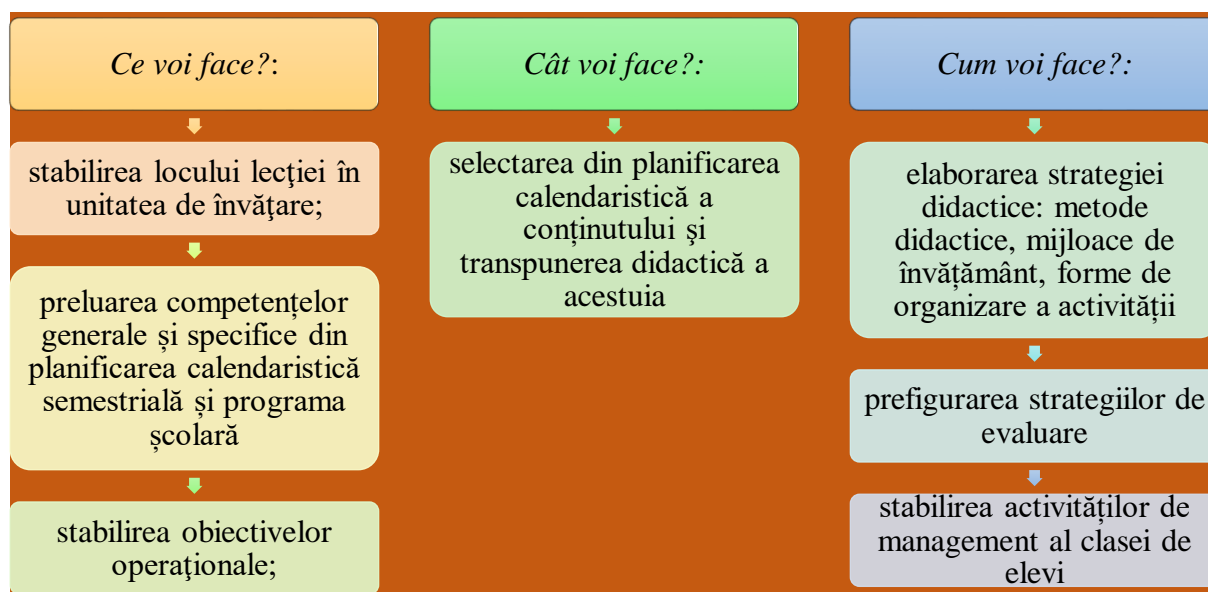 Ce voi face?:
stabilirea locului lecţiei în
unitatea de învăţare;
preluarea competențelor
generale și specifice din
planificarea calendaristică
semestrială și programa
școlară
stabilirea obiectivelor
operaţionale;
Cât voi face?:
selectarea din planificarea
calendaristică a
conținutului şi
transpunerea didactică a
acestuia
Cum voi face?:
elaborarea strategiei
didactice: metode
didactice, mijloace de
învățământ, forme de
organizare a activității
prefigurarea strategiilor de
evaluare
stabilirea activităților de
management al clasei de
elevi